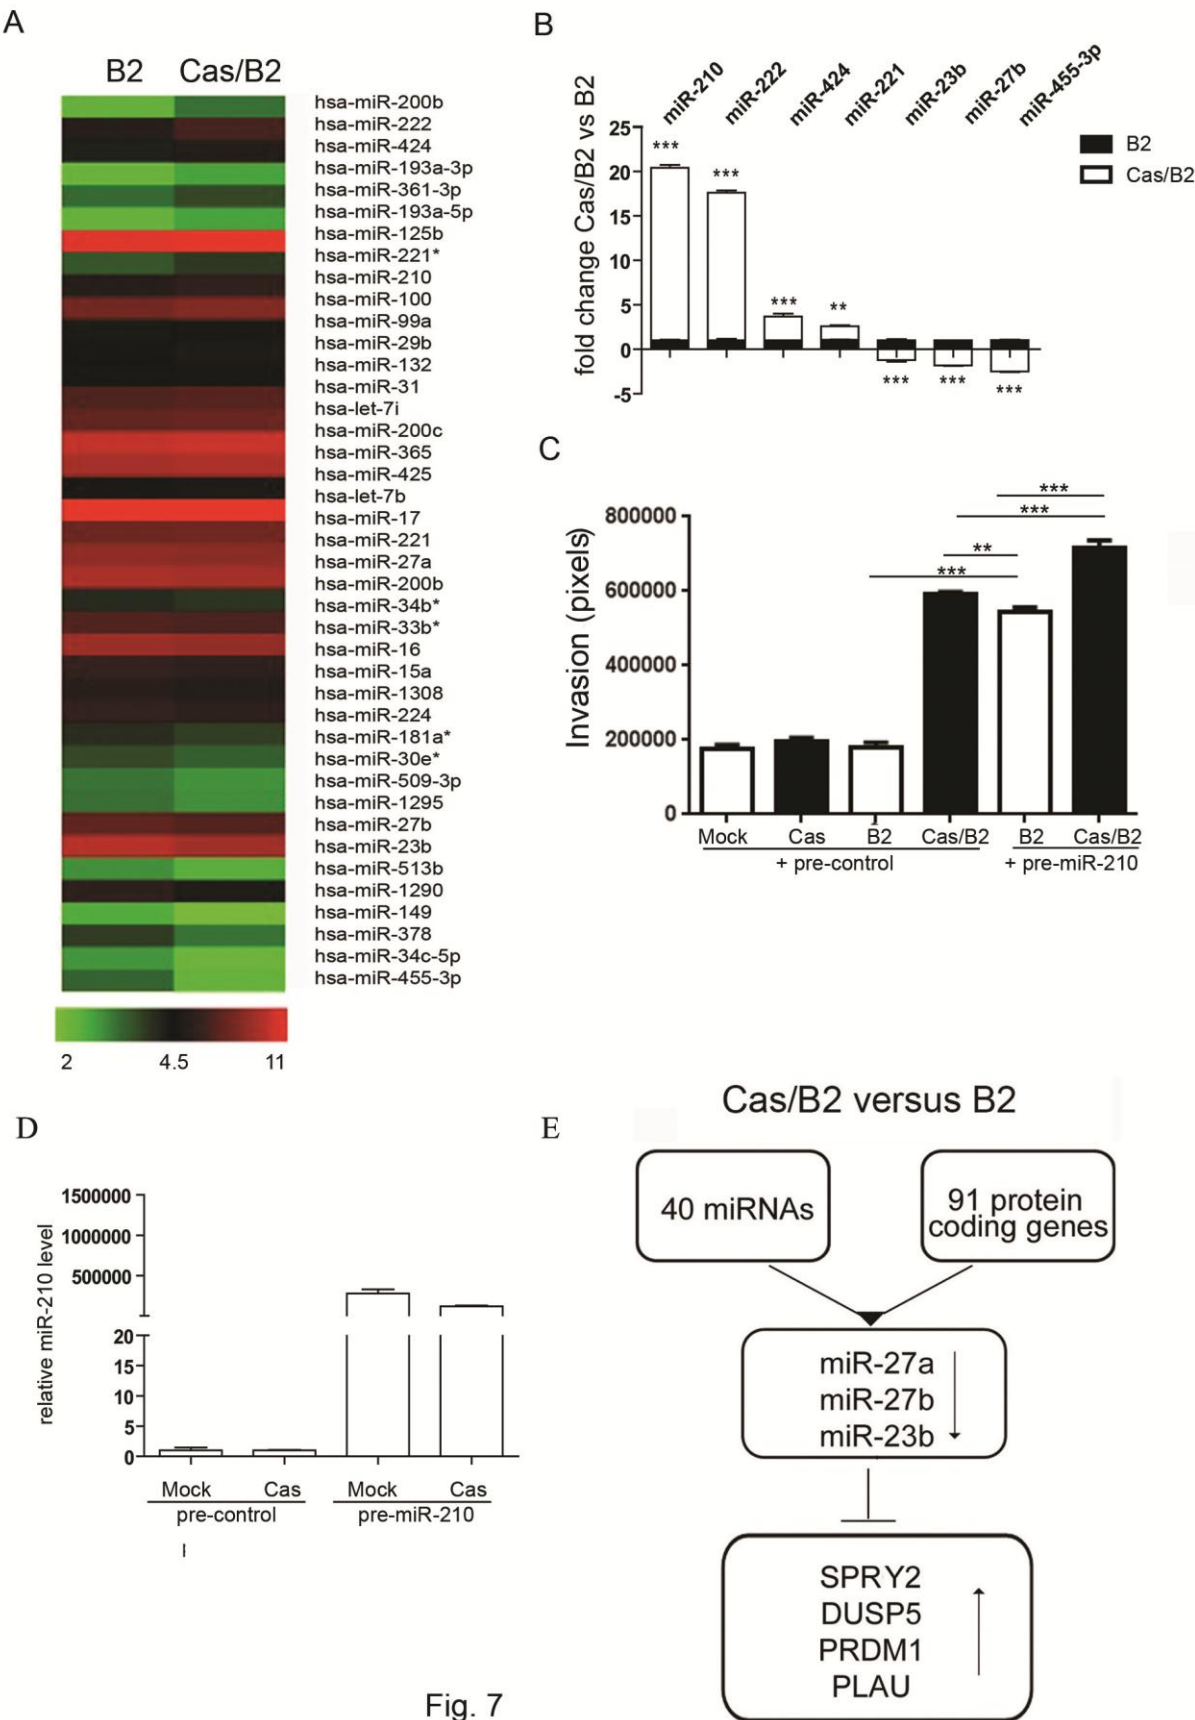 A
B2 Cas/B2
hsa-miR-200b
hsa-miR-222
hsa-miR-424
hsa-miR-193a-3p
hsa-miR-361-3p
hsa-miR-193a-5p
hsa-miR-125b
hsa-miR-221*
hsa-miR-210
hsa-miR-100
hsa-miR-99a
hsa-miR-29b
hsa-miR-132
hsa-miR-31
hsa-let-7i
hsa-miR-200c
hsa-miR-365
hsa-miR-425
hsa-let-7b
hsa-miR-17
hsa-miR-221
hsa-miR-27a
hsa-miR-200b
hsa-miR-34b*
hsa-miR-33b*
hsa-miR-16
hsa-miR-15a
hsa-miR-1308
hsa-miR-224
hsa-miR-181a*
hsa-miR-30e*
hsa-miR-509-3p
hsa-miR-1295
hsa-miR-27b
hsa-miR-23b
hsa-miR-513b
hsa-miR-1290
hsa-miR-149
hsa-miR-378
hsa-miR-34c-5p
hsa-miR-455-3p
2 4.5 11
B
miR-210 miR-222 miR-424 miR-221 miR-23b miR-27b miR-455-3p
fold change Cas/B2 vs B2
25
20
15
10
5
0
-5
*** *** *** **
*** *** ***
B2
Cas/B2
C
Invasion (pixels)
800000
600000
400000
200000
0
***
***
**
***
Mock Cas B2 Cas/B2 B2 Cas/B2
+ pre-control + pre-miR-210
D
relative miR-210 level
1500000
1000000
500000
20
15
10
5
0
Mock Cas Mock Cas
pre-control pre-miR-210
E
Cas/B2 versus B2
40 miRNAs
91 protein
coding genes
miR-27a
miR-27b
miR-23b
SPRY2
DUSP5
PRDM1
PLAU
Fig. 7